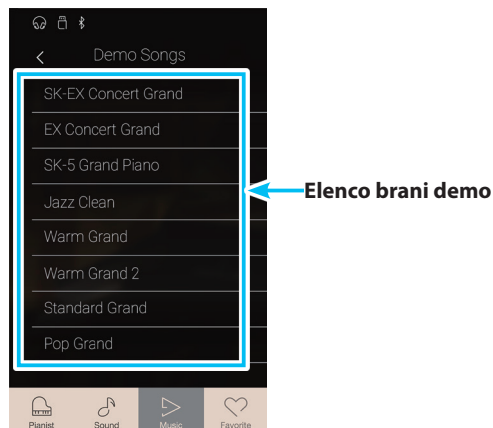 Demo Songs
SK-EX Concert Grand
EX Concert Grand
SK-5 Grand Piano
Jazz Clean
Warm Grand
Warm Grand 2
Standard Grand
Pop Grand
Elenco brani demo
Pianist
Sound
Music
Favorite